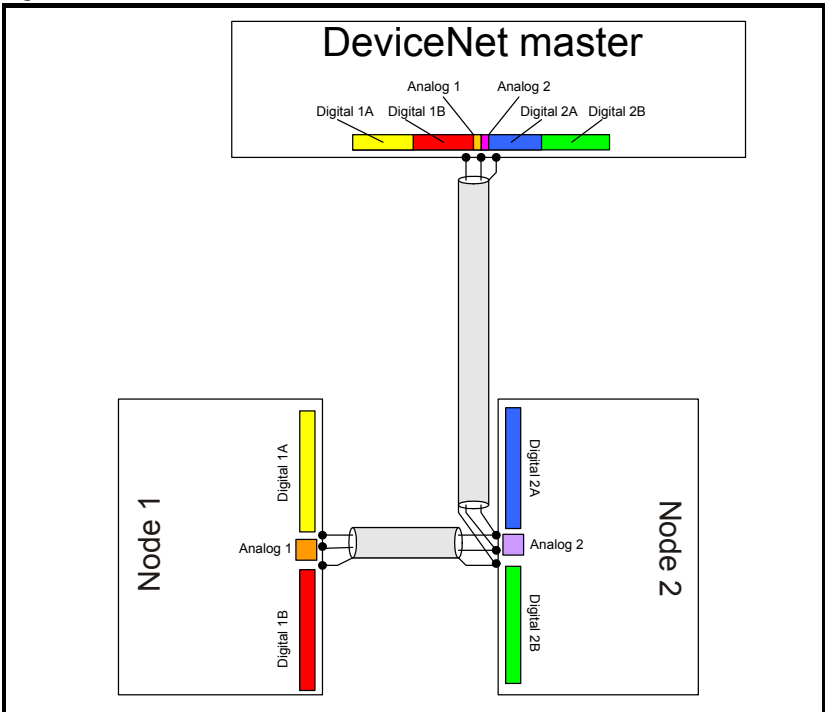 DeviceNet master
Analog 1
Analog 2
Digital 1A
Digital 1B
Digital 2A
Digital 2B
Node 1
Digital 1A
Analog 1
Digital 1B
Digital 2A
Analog 2
Digital 2B
Node 2